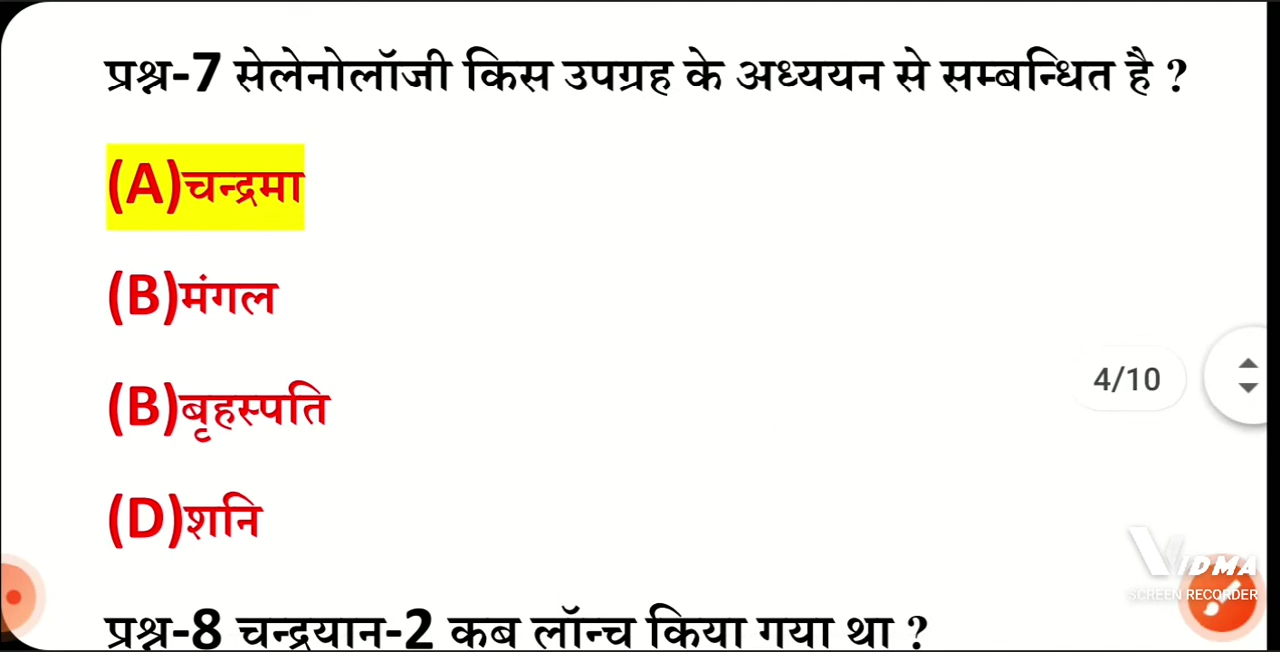 प्रश्न-7 सेलेनोलॉजी किस उपग्रह के अध्ययन से सम्बन्धित है ?
(A)चन्द्रमा
(B)मंगल
4/10
(B)बृहस्पति
(D)शनि
VIDMA
SCREEN RECORDER
प्रश्न-8 चन्द्रयान-2 कब लॉन्च किया गया था ?